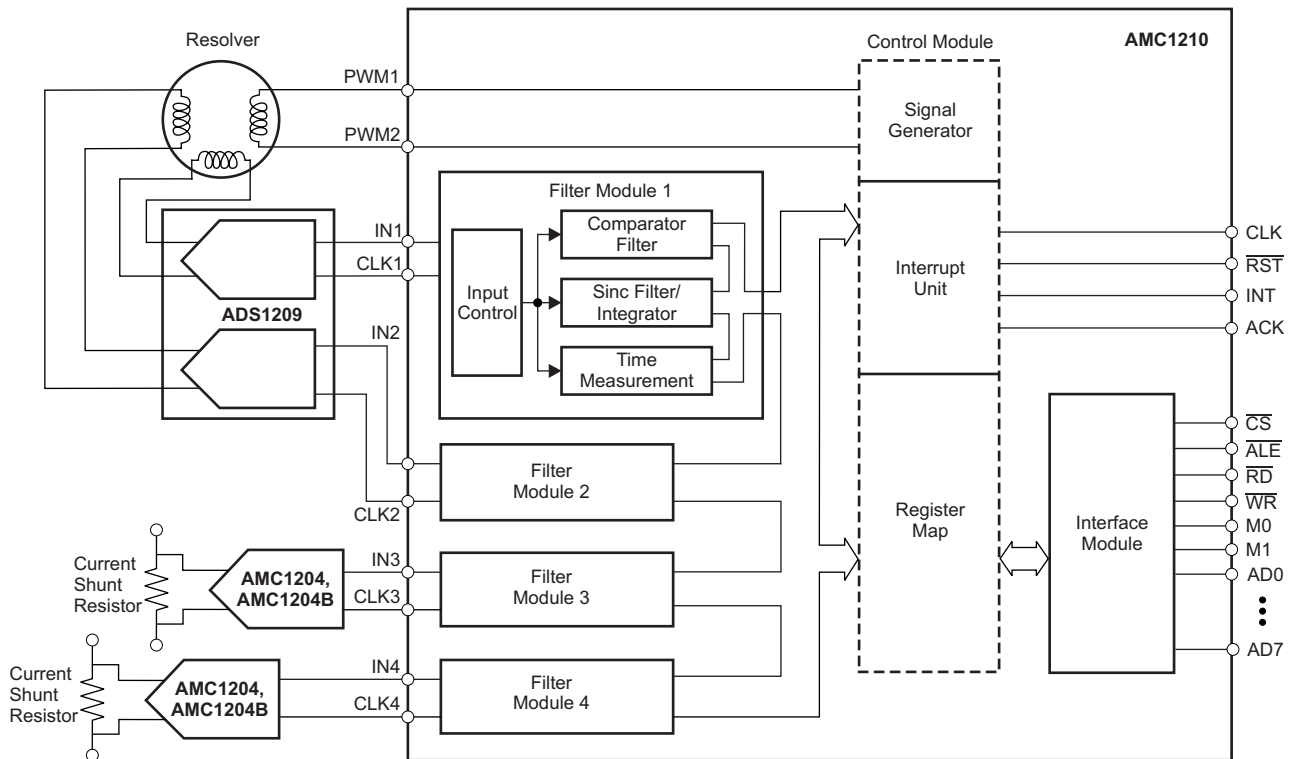 Resolver
PWM1
PWM2
Control Module
AMC1210
Signal
Generator
Filter Module 1
IN1
CLK1
Input
Control
Comparator
Filter
Sinc Filter/
Integrator
Time
Measurement
Interrupt
Unit
CLK
RST
INT
ACK
ADS1209
IN2
CLK2
Filter
Module 2
Register
Map
Interface
Module
CS
ALE
RD
WR
M0
M1
AD0
AD7
Current
Shunt
Resistor
AMC1204,
AMC1204B
IN3
CLK3
Filter
Module 3
Current
Shunt
Resistor
AMC1204,
AMC1204B
IN4
CLK4
Filter
Module 4